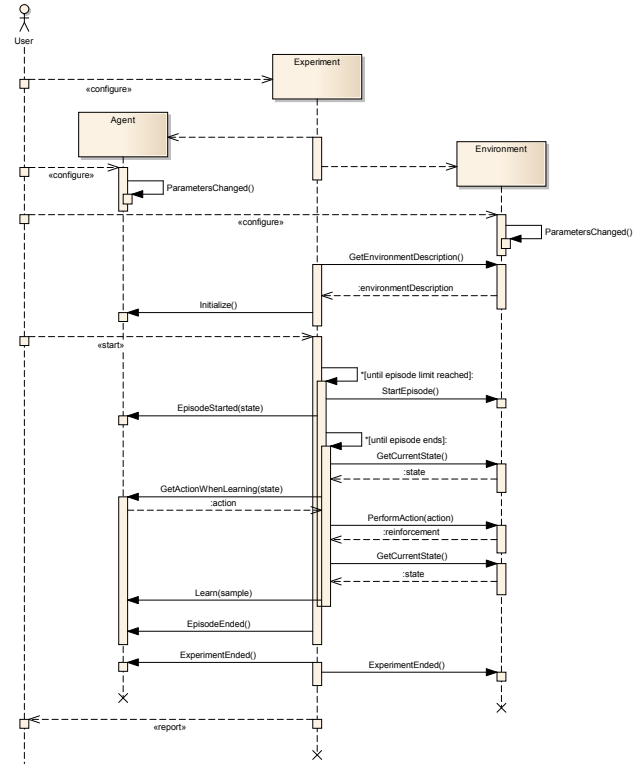 User
Experiment
«configure»
Agent
Environment
«configure»
ParametersChanged()
«configure»
ParametersChanged()
GetEnvironmentDescription()
:environmentDescription
Initialize()
«start»
*[until episode limit reached]:
StartEpisode()
EpisodeStarted(state)
*[until episode ends]:
GetCurrentState()
:state
GetActionWhenLearning(state)
:action
PerformAction(action)
:reinforcement
GetCurrentState()
:state
Learn(sample)
EpisodeEnded()
ExperimentEnded()
ExperimentEnded()
«report»